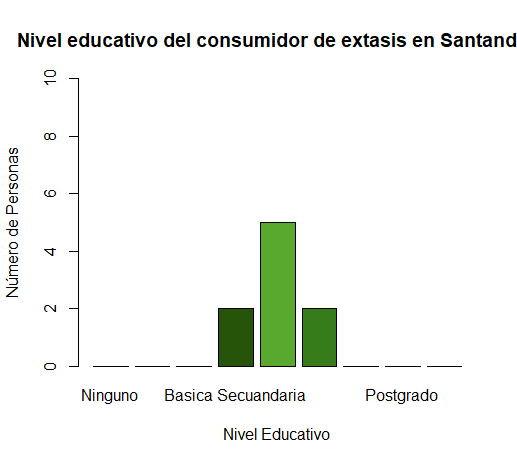 Nivel educativo del consumidor de extasis en Santand
Número de Personas
10
8
6
4
2
0
Ninguno Basica Secuandaria Postgrado
Nivel Educativo